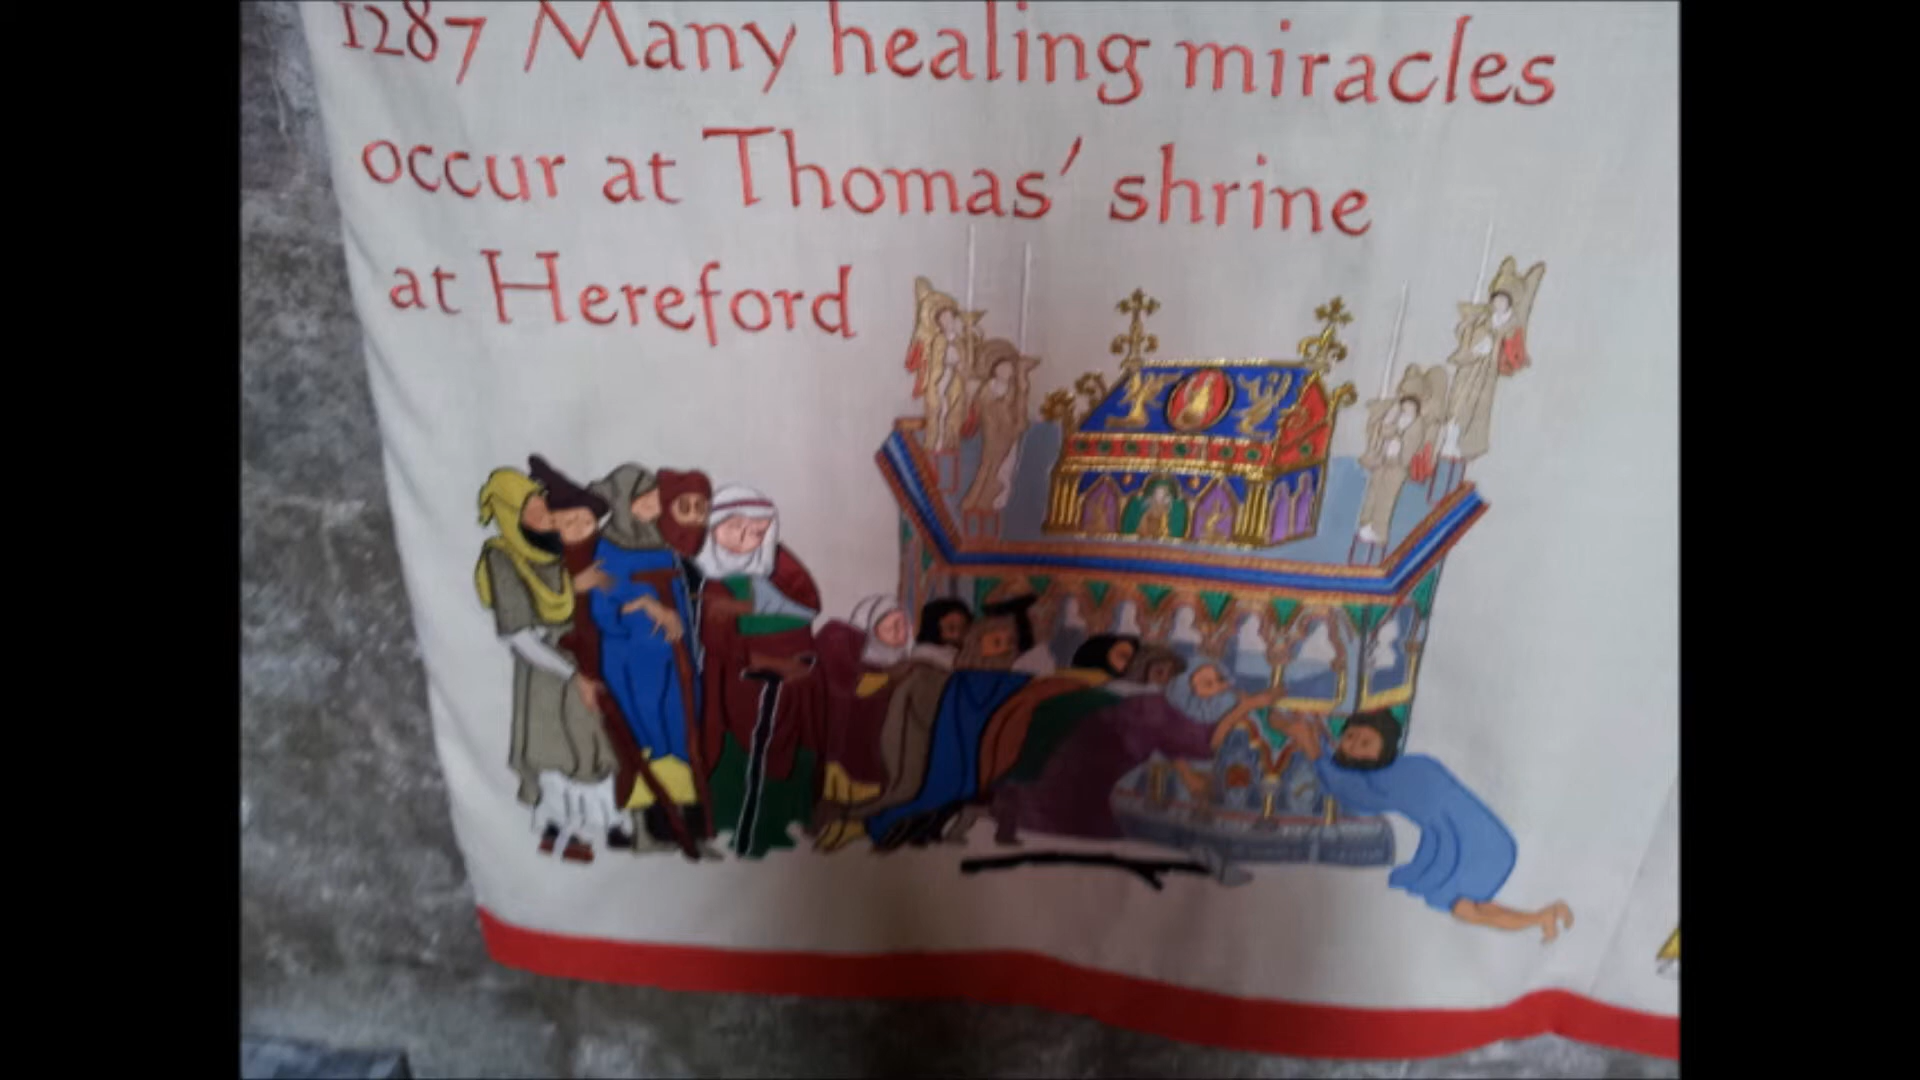 1287 Many healing miracles
occur at Thomas' shrine
at Hereford